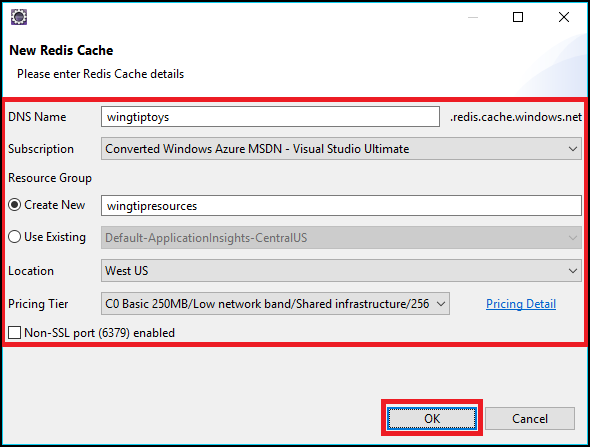 New Redis Cache
Please enter Redis Cache details
DNS Name wingtiptoys .redis.cache.windows.net
Subscription Converted Windows Azure MSDN - Visual Studio Ultimate
Resource Group
Create New wingtipresources
Use Existing Default-ApplicationInsights-CentralUS
Location West US
Pricing Tier C0 Basic 250MB/Low network band/Shared infrastructure/256 Pricing Detail
Non-SSL port (6379) enabled
OK Cancel